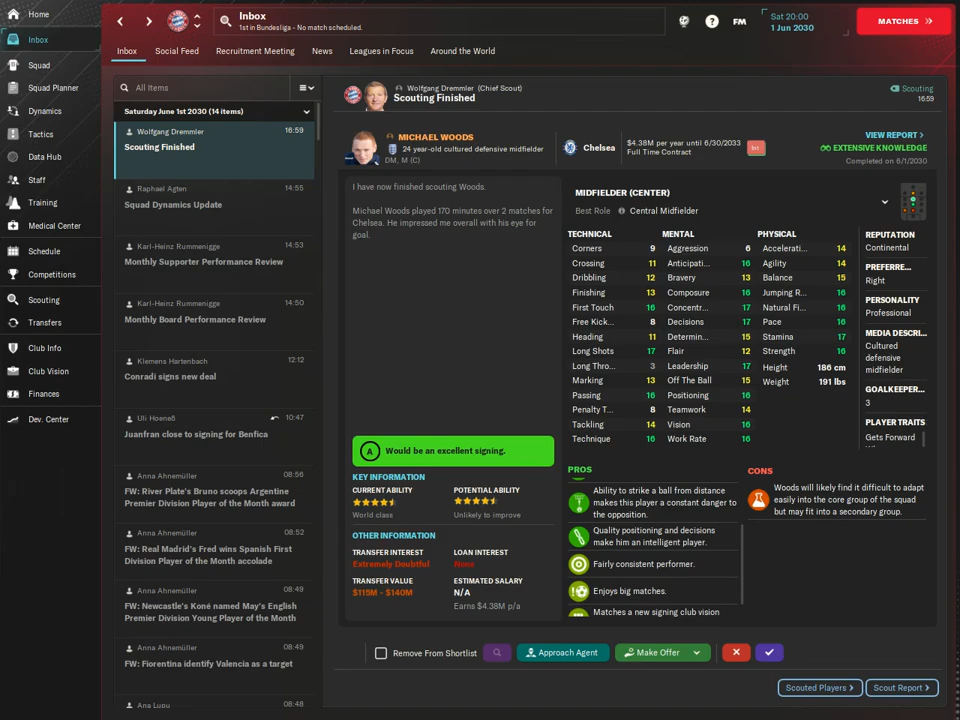 Home
Inbox
Squad
Squad Planner
Dynamics
Tactics
Data Hub
Staff
Training
Medical Center
Schedule
Competitions
Scouting
Transfers
Club Info
Club Vision
Finances
Dev. Center
Inbox
1st in Bundesliga - No match scheduled.
?
FM
Sat 20:00
1 Jun 2030
MATCHES
Inbox
Social Feed
Recruitment Meeting
News
Leagues in Focus
Around the World
All Items
Saturday June 1st 2030 (14 items)
Wolfgang Dremmler 16:59
Scouting Finished
Raphael Agten 14:55
Squad Dynamics Update
Karl-Heinz Rummenigge 14:53
Monthly Supporter Performance Review
Karl-Heinz Rummenigge 14:50
Monthly Board Performance Review
Klemens Hartenbach 12:12
Conradi signs new deal
Uli Hoeneß 10:47
Juanfran close to signing for Benfica
Anna Ahnemüller 08:56
FW: River Plate's Bruno scoops Argentine
Premier Division Player of the Month award
Anna Ahnemüller 08:52
FW: Real Madrid's Fred wins Spanish First
Division Player of the Month accolade
Anna Ahnemüller 08:49
FW: Newcastle's Koné named May's English
Premier Division Young Player of the Month
Anna Ahnemüller 08:49
FW: Fiorentina identify Valencia as a target
Ana Lupu 08:48
Wolfgang Dremmler (Chief Scout)
Scouting Finished
Scouting
16:59
MICHAEL WOODS
24 year-old cultured defensive midfielder
DM, M (C)
Chelsea
$4.38M per year until 6/30/2033
Full Time Contract
Int
VIEW REPORT >
EXTENSIVE KNOWLEDGE
Completed on 6/1/2030
I have now finished scouting Woods.
Michael Woods played 170 minutes over 2 matches for
Chelsea. He impressed me overall with his eye for
goal.
A Would be an excellent signing.
KEY INFORMATION
CURRENT ABILITY
World class
POTENTIAL ABILITY
Unlikely to improve
OTHER INFORMATION
TRANSFER INTEREST
Extremely Doubtful
LOAN INTEREST
None
TRANSFER VALUE
$115M - $140M
ESTIMATED SALARY
N/A
Earns $4.38M p/a
MIDFIELDER (CENTER)
Best Role Central Midfielder
TECHNICAL
Corners 9
Crossing 11
Dribbling 12
Finishing 13
First Touch 16
Free Kick... 8
Heading 11
Long Shots 17
Long Thro... 3
Marking 13
Passing 16
Penalty T... 8
Tackling 14
Technique 16
MENTAL
Aggression 6
Anticipati... 16
Bravery 13
Composure 16
Concentr... 17
Decisions 17
Determin... 15
Flair 12
Leadership 17
Off The Ball 15
Positioning 16
Teamwork 14
Vision 16
Work Rate 16
PHYSICAL
Accelerati... 14
Agility 14
Balance 15
Jumping R... 16
Natural Fi... 16
Pace 16
Stamina 17
Strength 16
Height 186 cm
Weight 191 lbs
REPUTATION
Continental
PREFERRE...
Right
PERSONALITY
Professional
MEDIA DESCRI...
Cultured
defensive
midfielder
GOALKEEPER...
3
PLAYER TRAITS
Gets Forward
PROS
Ability to strike a ball from distance
makes this player a constant danger to
the opposition.
Quality positioning and decisions
make him an intelligent player.
Fairly consistent performer.
Enjoys big matches.
Matches a new signing club vision
CONS
Woods will likely find it difficult to adapt
easily into the core group of the squad
but may fit into a secondary group.
Remove From Shortlist
Approach Agent
Make Offer
Scouted Players >
Scout Report >